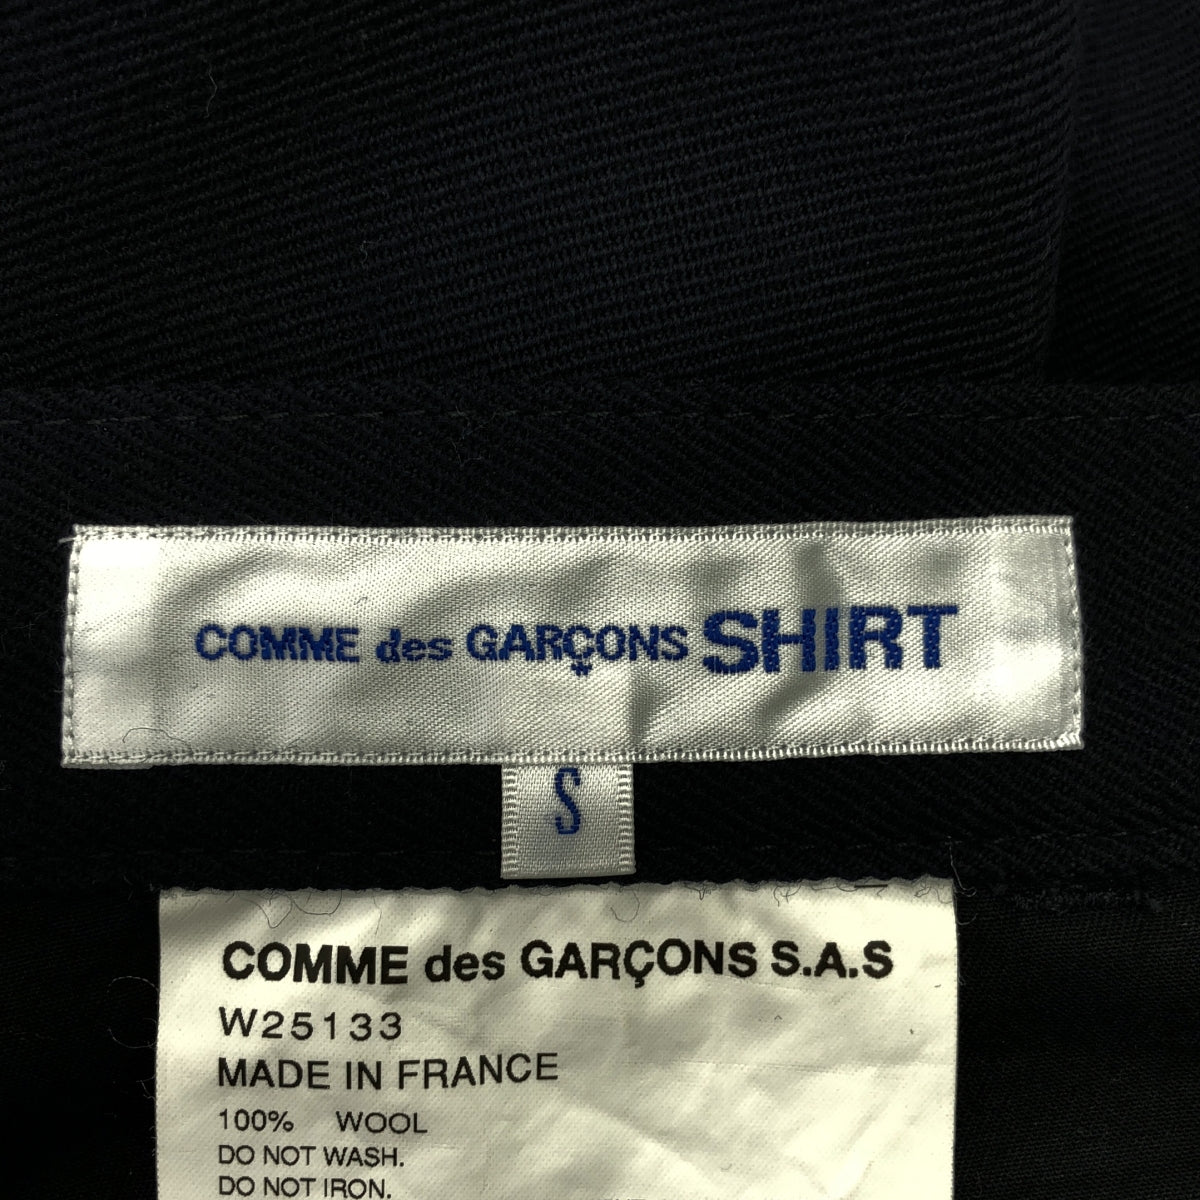 COMME des GARÇONS SHIRT
S
COMME des GARÇONS S.A.S
W25133
MADE IN FRANCE
100% WOOL
DO NOT WASH.
DO NOT IRON.